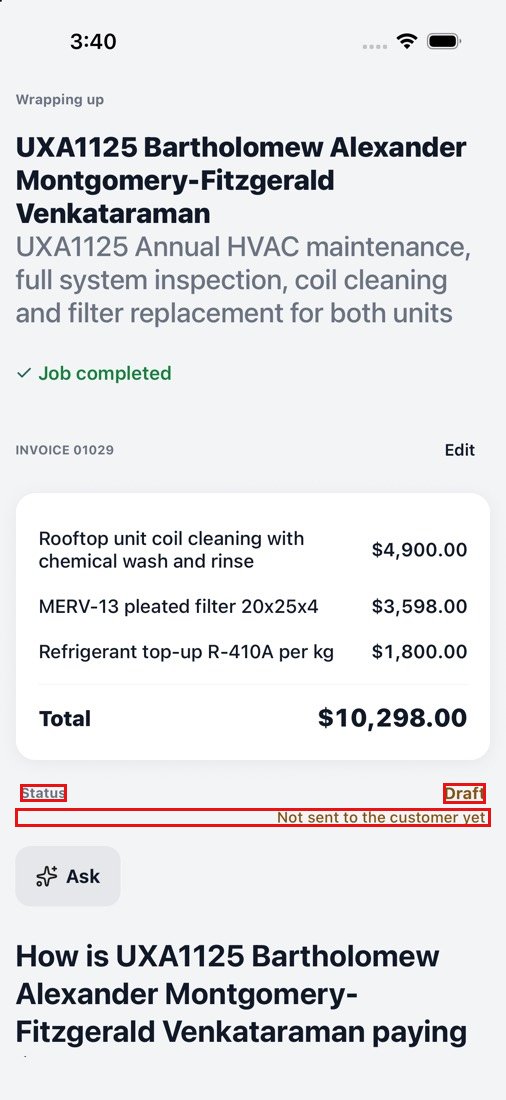 3:40
Wrapping up
UXA1125 Bartholomew Alexander
Montgomery-Fitzgerald
Venkataraman
UXA1125 Annual HVAC maintenance,
full system inspection, coil cleaning
and filter replacement for both units
Job completed
INVOICE 01029 Edit
Rooftop unit coil cleaning with
chemical wash and rinse $4,900.00
MERV-13 pleated filter 20x25x4 $3,598.00
Refrigerant top-up R-410A per kg $1,800.00
Total $10,298.00
Status Draft
Not sent to the customer yet
Ask
How is UXA1125 Bartholomew
Alexander Montgomery-
Fitzgerald Venkataraman paying